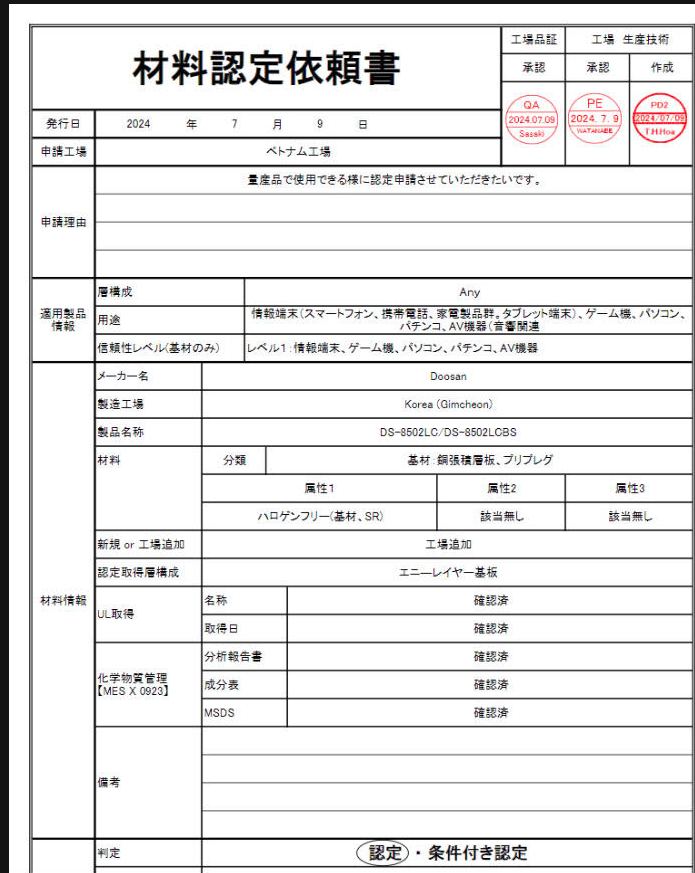 材料認定依頼書
工場品証
工場 生産技術
承認
承認
作成
QA
2024.07.09
Sasaki
PE
2024. 7. 9
WATANABE
PD2
2024/07/09
T.H.Hoa
発行日
2024 年 7 月 9 日
申請工場
ベトナム工場
申請理由
量産品で使用できる様に認定申請させていただきたいです。
適用製品
情報
層構成
Any
用途
情報端末(スマートフォン、携帯電話、家電製品群。タブレット端末)、ゲーム機、パソコン、
パチンコ、AV機器(音響関連
信頼性レベル(基材のみ)
レベル1:情報端末、ゲーム機、パソコン、パチンコ、AV機器
材料情報
メーカー名
Doosan
製造工場
Korea (Gimcheon)
製品名称
DS-8502LC/DS-8502LCBS
材料
分類
基材:銅張積層板、プリプレグ
属性1
属性2
属性3
ハロゲンフリー(基材、SR)
該当無し
該当無し
新規 or 工場追加
工場追加
認定取得層構成
エニーレイヤー基板
UL取得
名称
確認済
取得日
確認済
化学物質管理
【MES X 0923】
分析報告書
確認済
成分表
確認済
MSDS
確認済
備考
判定
認定・条件付き認定